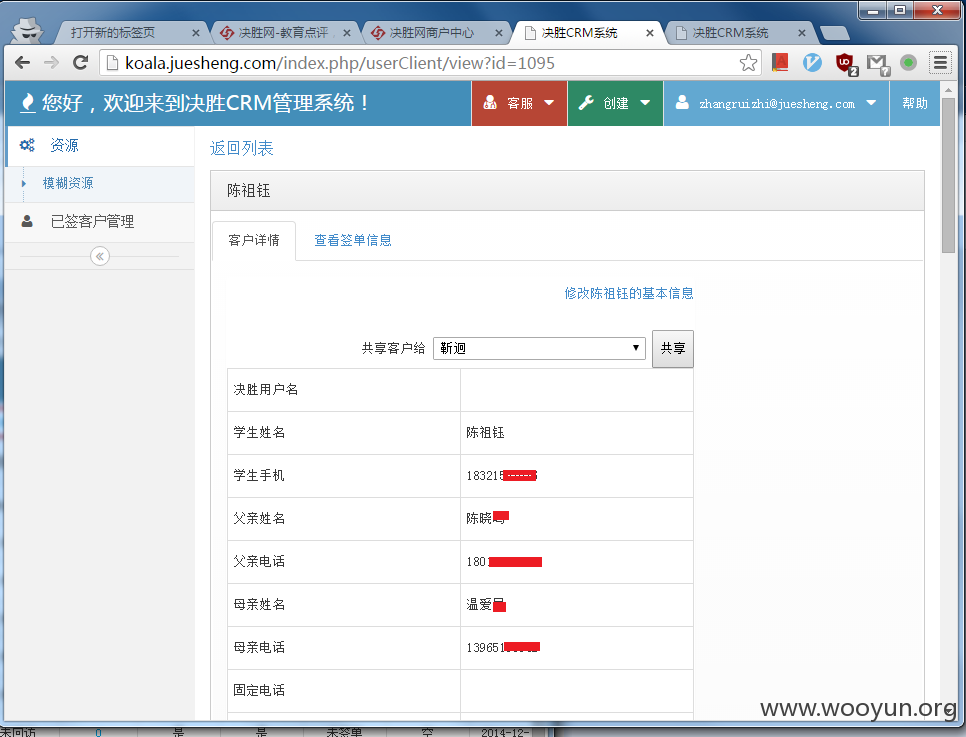 打开新的标签页
决胜网-教育点评
决胜网商户中心
决胜CRM系统
决胜CRM系统
koala.juesheng.com/index.php/userClient/view?id=1095
您好，欢迎来到决胜CRM管理系统！
客服
创建
zhangruizhi@juesheng.com
帮助
资源
模糊资源
已签客户管理
返回列表
陈祖钰
客户详情 查看签单信息
修改陈祖钰的基本信息
共享客户给 靳迥 共享
决胜用户名
学生姓名 陈祖钰
学生手机 18321
父亲姓名 陈晓
父亲电话 180
母亲姓名 温爱
母亲电话 13965
固定电话
www.wooyun.org
未回访 0 是 是 未签单 空 2014-12-